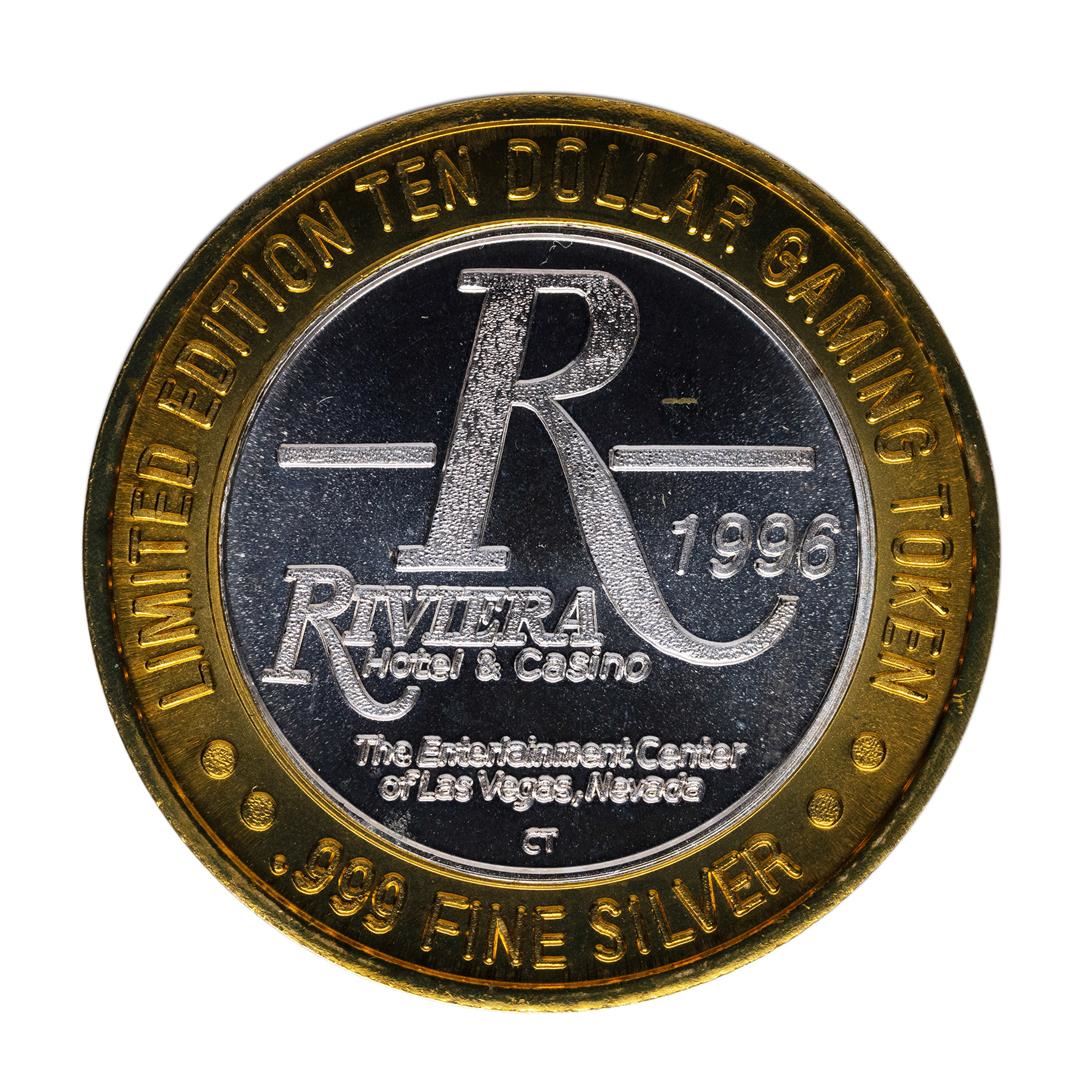 LIMITED EDITION TEN DOLLAR GAMING TOKEN
R
1996
RIVIERA
Hotel & Casino
The Entertainment Center
of Las Vegas, Nevada
CT
.999 FINE SILVER